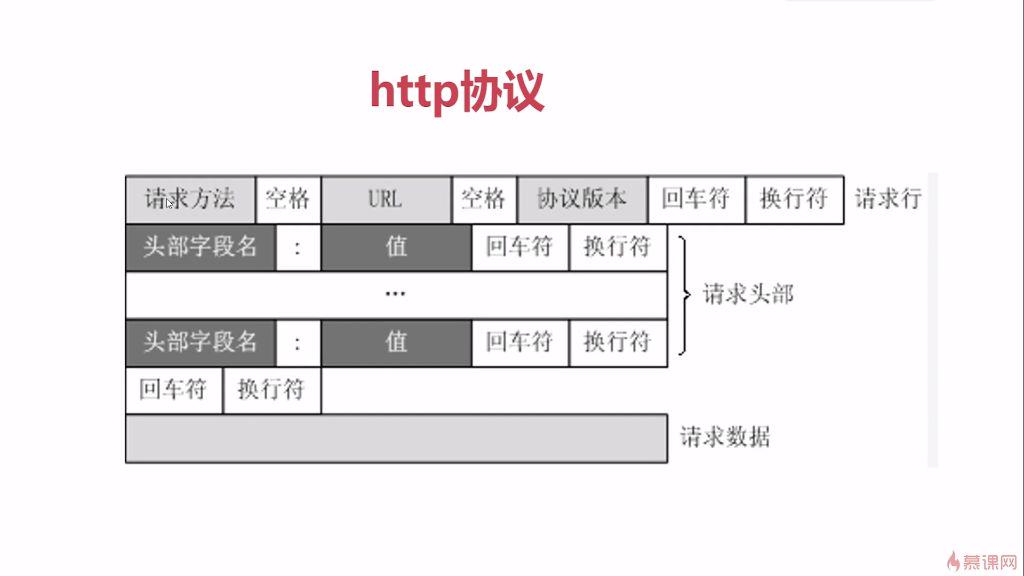 http协议
请求方法 空格 URL 空格 协议版本 回车符 换行符 请求行
头部字段名 : 值 回车符 换行符
… 请求头部
头部字段名 : 值 回车符 换行符
回车符 换行符
请求数据
慕课网